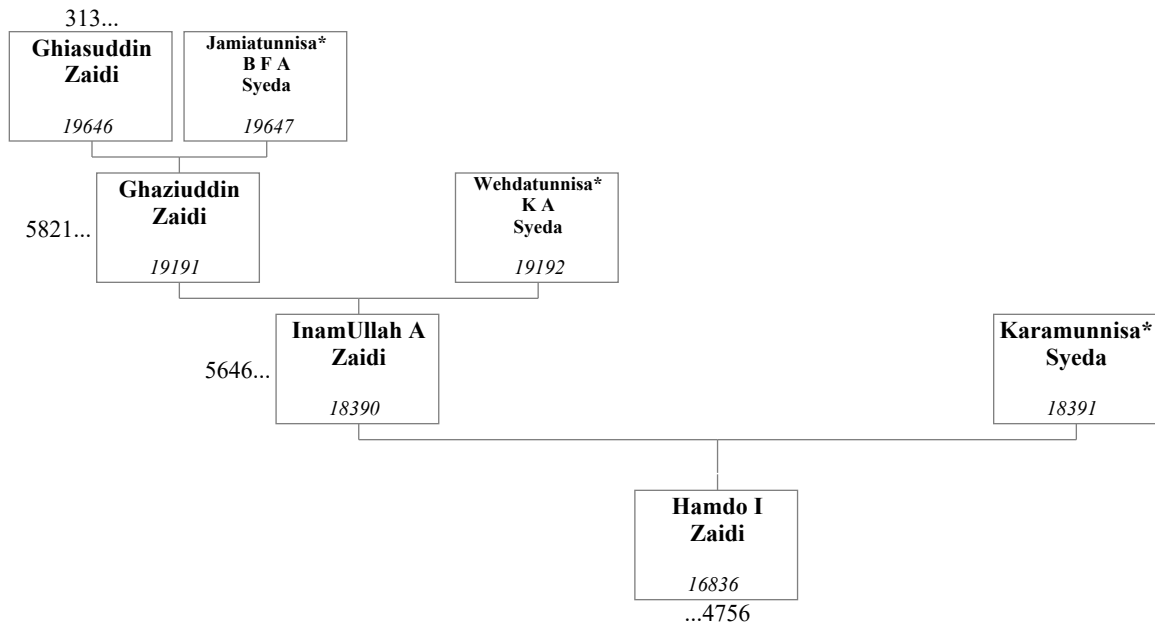 313...
Ghiasuddin
Zaidi
19646
Jamiatunnisa*
B F A
Syeda
19647
5821...
Ghaziuddin
Zaidi
19191
Wehdatunnisa*
K A
Syeda
19192
5646...
InamUllah A
Zaidi
18390
Karamunnisa*
Syeda
18391
Hamdo I
Zaidi
16836
...4756